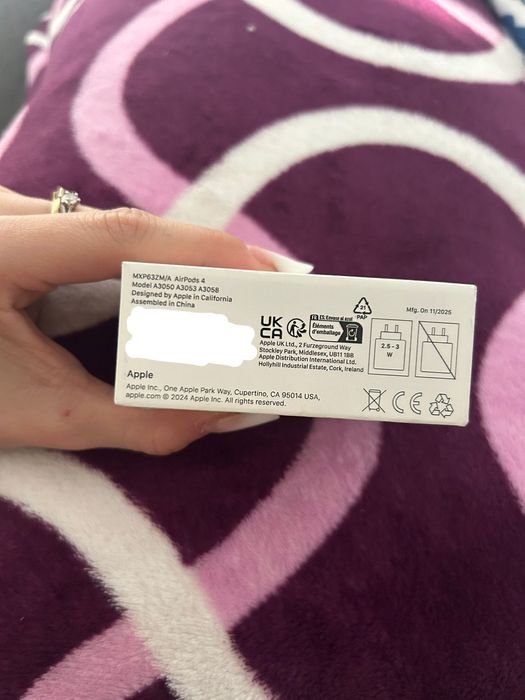 MXP63ZM/A AirPods 4
Model A3050 A3053 A3058
Designed by Apple in California
Assembled in China
Apple
Apple Inc., One Apple Park Way, Cupertino, CA 95014 USA,
apple.com © 2024 Apple Inc. All rights reserved.
UK
CA
FR
Éléments
d'emballage
21
PAP
Apple UK Ltd., 2 Furzeground Way
Stockley Park, Middlesex, UB11 1BB
Apple Distribution International Ltd.
Hollyhill Industrial Estate, Cork, Ireland
Mfg. On 11/2025
2.5 - 3
W
CE